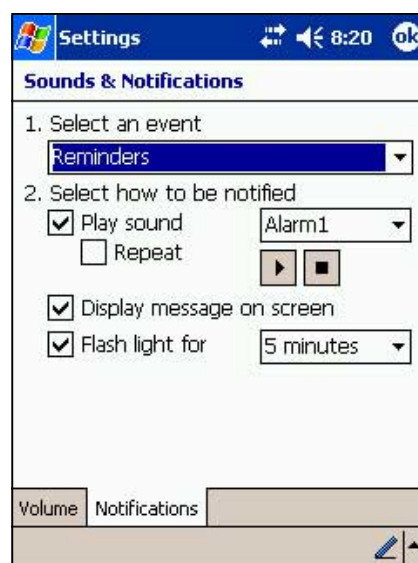 Settings 8:20 ok
Sounds & Notifications
1. Select an event
Reminders
2. Select how to be notified
Play sound Alarm1
Repeat
Display message on screen
Flash light for 5 minutes
Volume Notifications